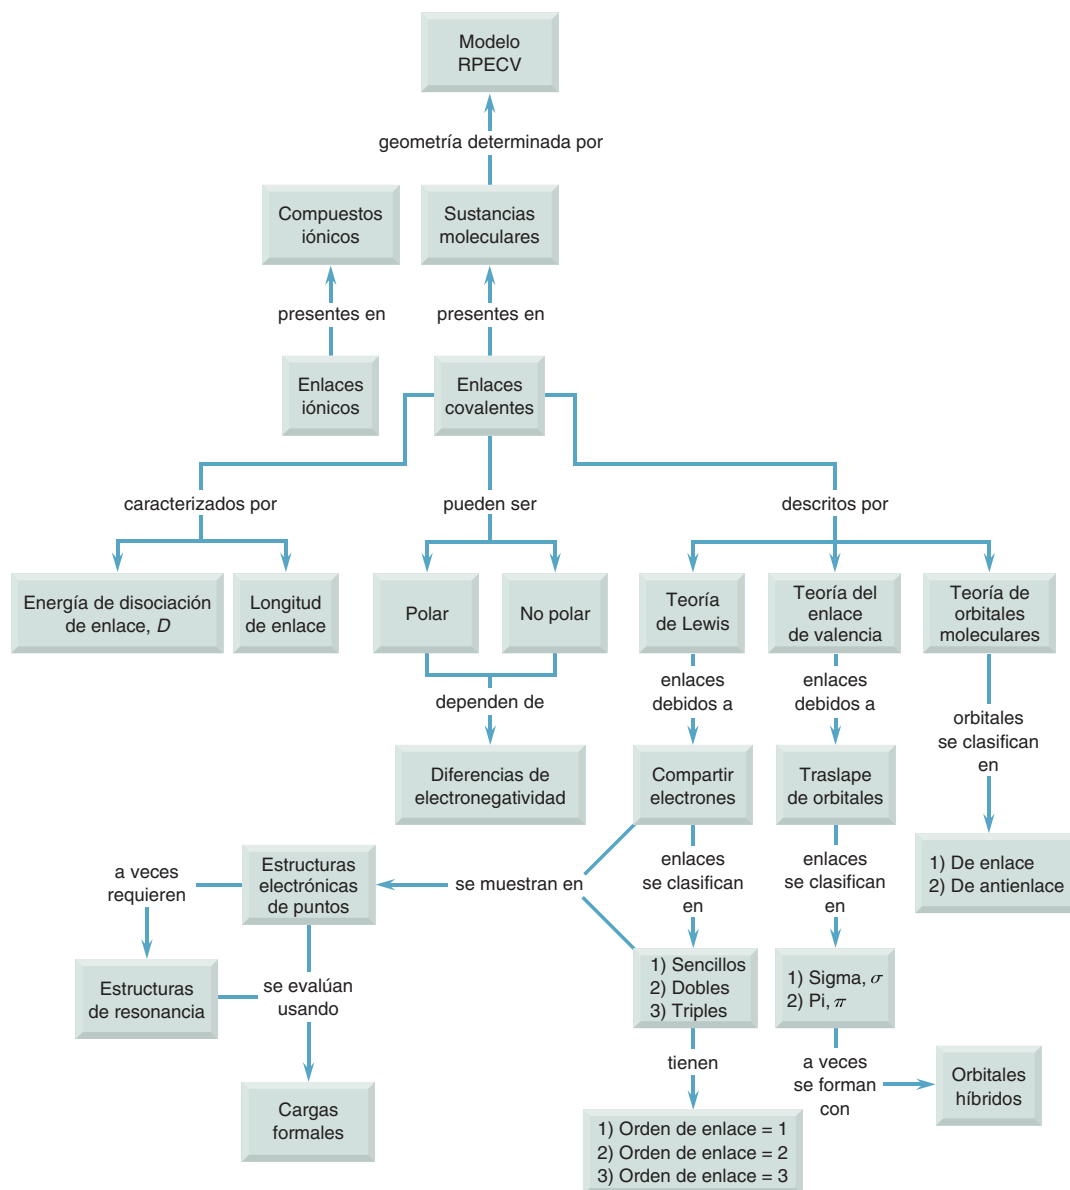 Modelo
RPECV
geometría determinada por
Compuestos
iónicos
Sustancias
moleculares
presentes en
presentes en
Enlaces
iónicos
Enlaces
covalentes
caracterizados por
pueden ser
descritos por
Energía de disociación
de enlace, D
Longitud
de enlace
Polar
No polar
Teoría
de Lewis
Teoría del
enlace
de valencia
Teoría de
orbitales
moleculares
dependen de
enlaces
debidos a
enlaces
debidos a
orbitales
se clasifican
en
Diferencias de
electronegatividad
Compartir
electrones
Traslape
de orbitales
1) De enlace
2) De antienlace
a veces
requieren
Estructuras
electrónicas
de puntos
se muestran en
enlaces
se clasifican
en
enlaces
se clasifican
en
Estructuras
de resonancia
se evalúan
usando
1) Sencillos
2) Dobles
3) Triples
1) Sigma, σ
2) Pi, π
tienen
a veces
se forman
con
Orbitales
híbridos
Cargas
formales
1) Orden de enlace = 1
2) Orden de enlace = 2
3) Orden de enlace = 3